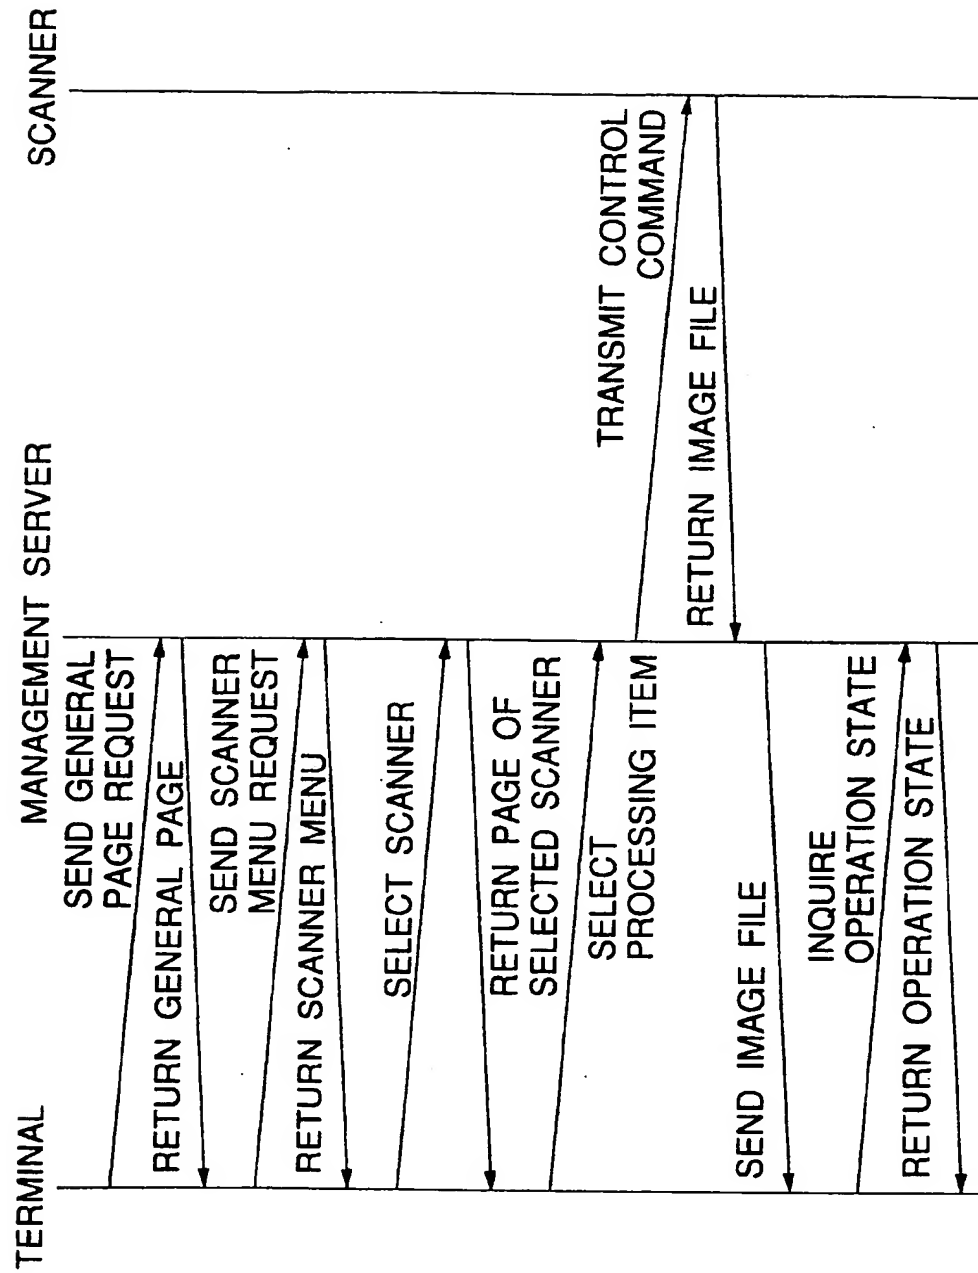 TERMINAL
MANAGEMENT SERVER
SCANNER
SEND GENERAL
PAGE REQUEST
RETURN GENERAL PAGE
SEND SCANNER
MENU REQUEST
RETURN SCANNER MENU
SELECT SCANNER
RETURN PAGE OF
SELECTED SCANNER
SELECT
PROCESSING ITEM
TRANSMIT CONTROL
COMMAND
RETURN IMAGE FILE
SEND IMAGE FILE
INQUIRE
OPERATION STATE
RETURN OPERATION STATE